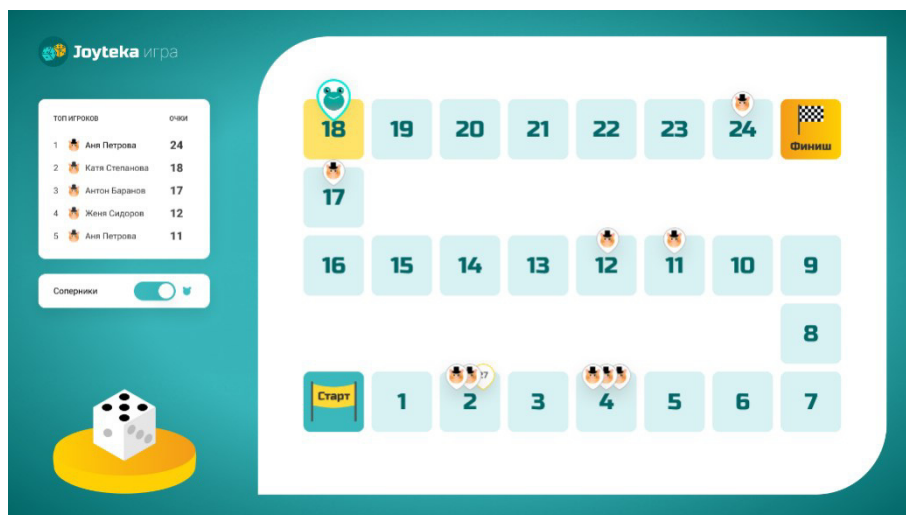 Joyteka игра
ТОП ИГРОКОВ ОЧКИ
1 Аня Петрова 24
2 Катя Степанова 18
3 Антон Баранов 17
4 Женя Сидоров 12
5 Аня Петрова 11
Соперники
18 19 20 21 22 23 24 Финиш
17
16 15 14 13 12 11 10 9
8
27
Старт 1 2 3 4 5 6 7